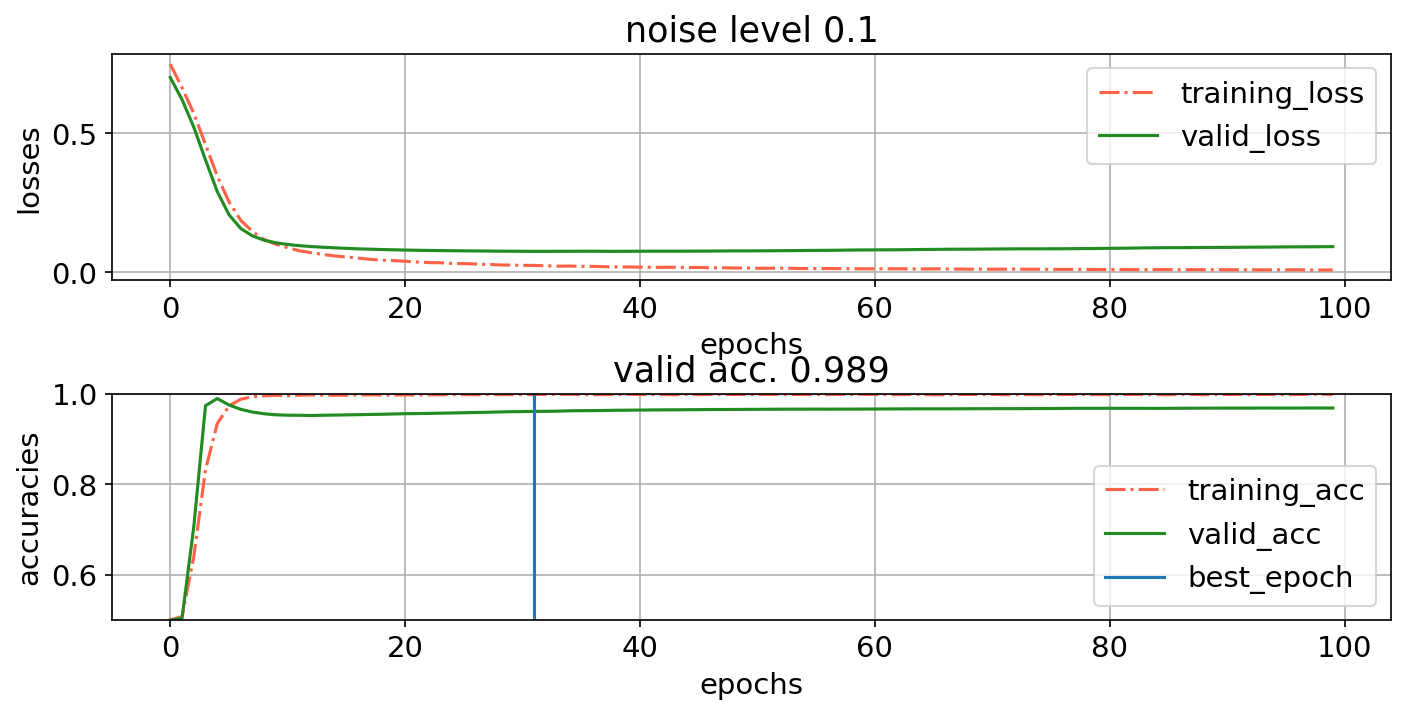 noise level 0.1
losses
0.5
0.0
training_loss
valid_loss
0 20 40 60 80 100
epochs
valid acc. 0.989
accuracies
1.0
0.8
0.6
training_acc
valid_acc
best_epoch
0 20 40 60 80 100
epochs